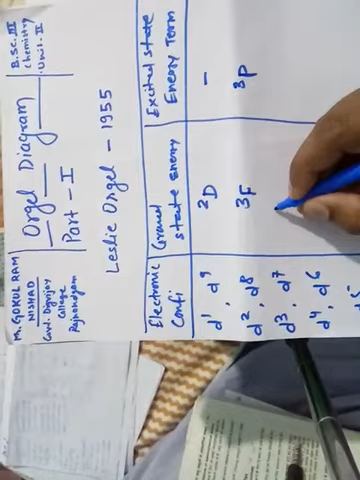 Mr. GOKUL RAM
NISHAD
Govt. Digvijay
College
Rajnandgaon
Orgel Diagram
Part - I
B.Sc. III
Chemistry
Unit. II
Leslie Orgel - 1955
Electronic Confi
Ground state energy
Excited state Energy Term
d¹, d⁹ ²D -
d², d⁸ ³F ³P
d³, d⁷
d⁴, d⁶